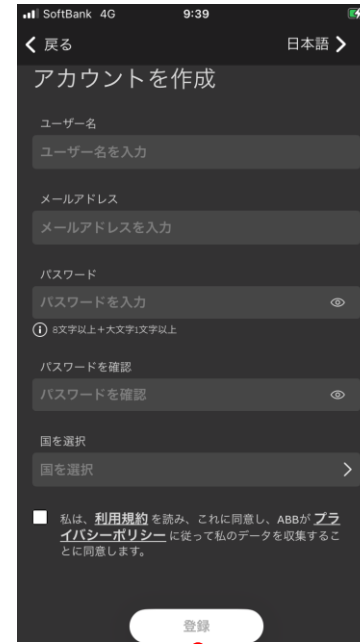 SoftBank 4G 9:39
戻る 日本語
アカウントを作成
ユーザー名
ユーザー名を入力
メールアドレス
メールアドレスを入力
パスワード
パスワードを入力
8文字以上+大文字1文字以上
パスワードを確認
パスワードを確認
国を選択
国を選択
私は、利用規約 を読み、これに同意し、ABBが プラ
イバシーポリシー に従って私のデータを収集するこ
とに同意します。
登録